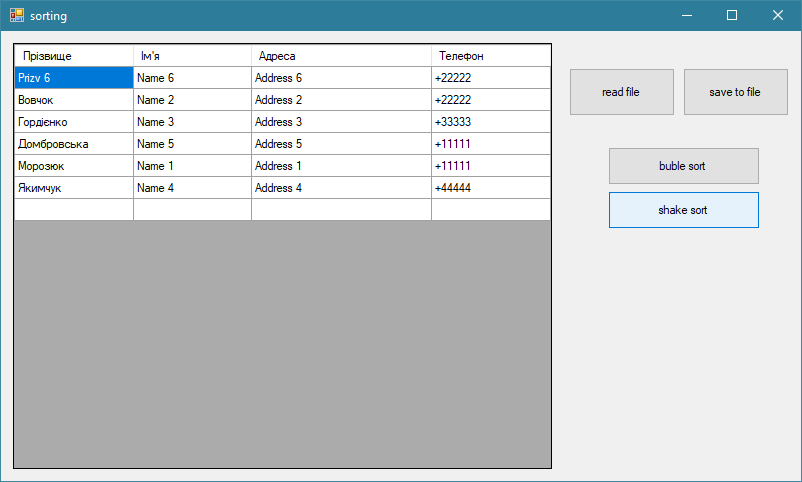 sorting
Прізвище Ім'я Адреса Телефон
Prizv 6 Name 6 Address 6 +22222
Вовчок Name 2 Address 2 +22222
Гордієнко Name 3 Address 3 +33333
Домбровська Name 5 Address 5 +11111
Морозюк Name 1 Address 1 +11111
Якимчук Name 4 Address 4 +44444
read file save to file
buble sort
shake sort